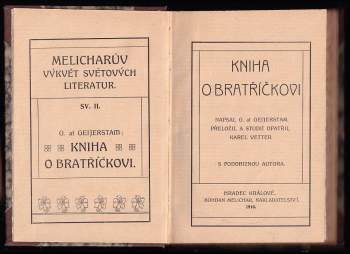 MELICHARŮV
VÝKVĚT SVĚTOVÝCH
LITERATUR.
SV. II.
G. af GEIJERSTAM:
KNIHA
O BRATŘÍČKOVI.
KNIHA
O BRATŘÍČKOVI
NAPSAL G. af GEIJERSTAM.
PŘELOŽIL A STUDIÍ OPATŘIL
KAREL VETTER.
S PODOBIZNOU AUTORA.
HRADEC KRÁLOVÉ.
BOHDAN MELICHAR, NAKLADATELSTVÍ.
1910.